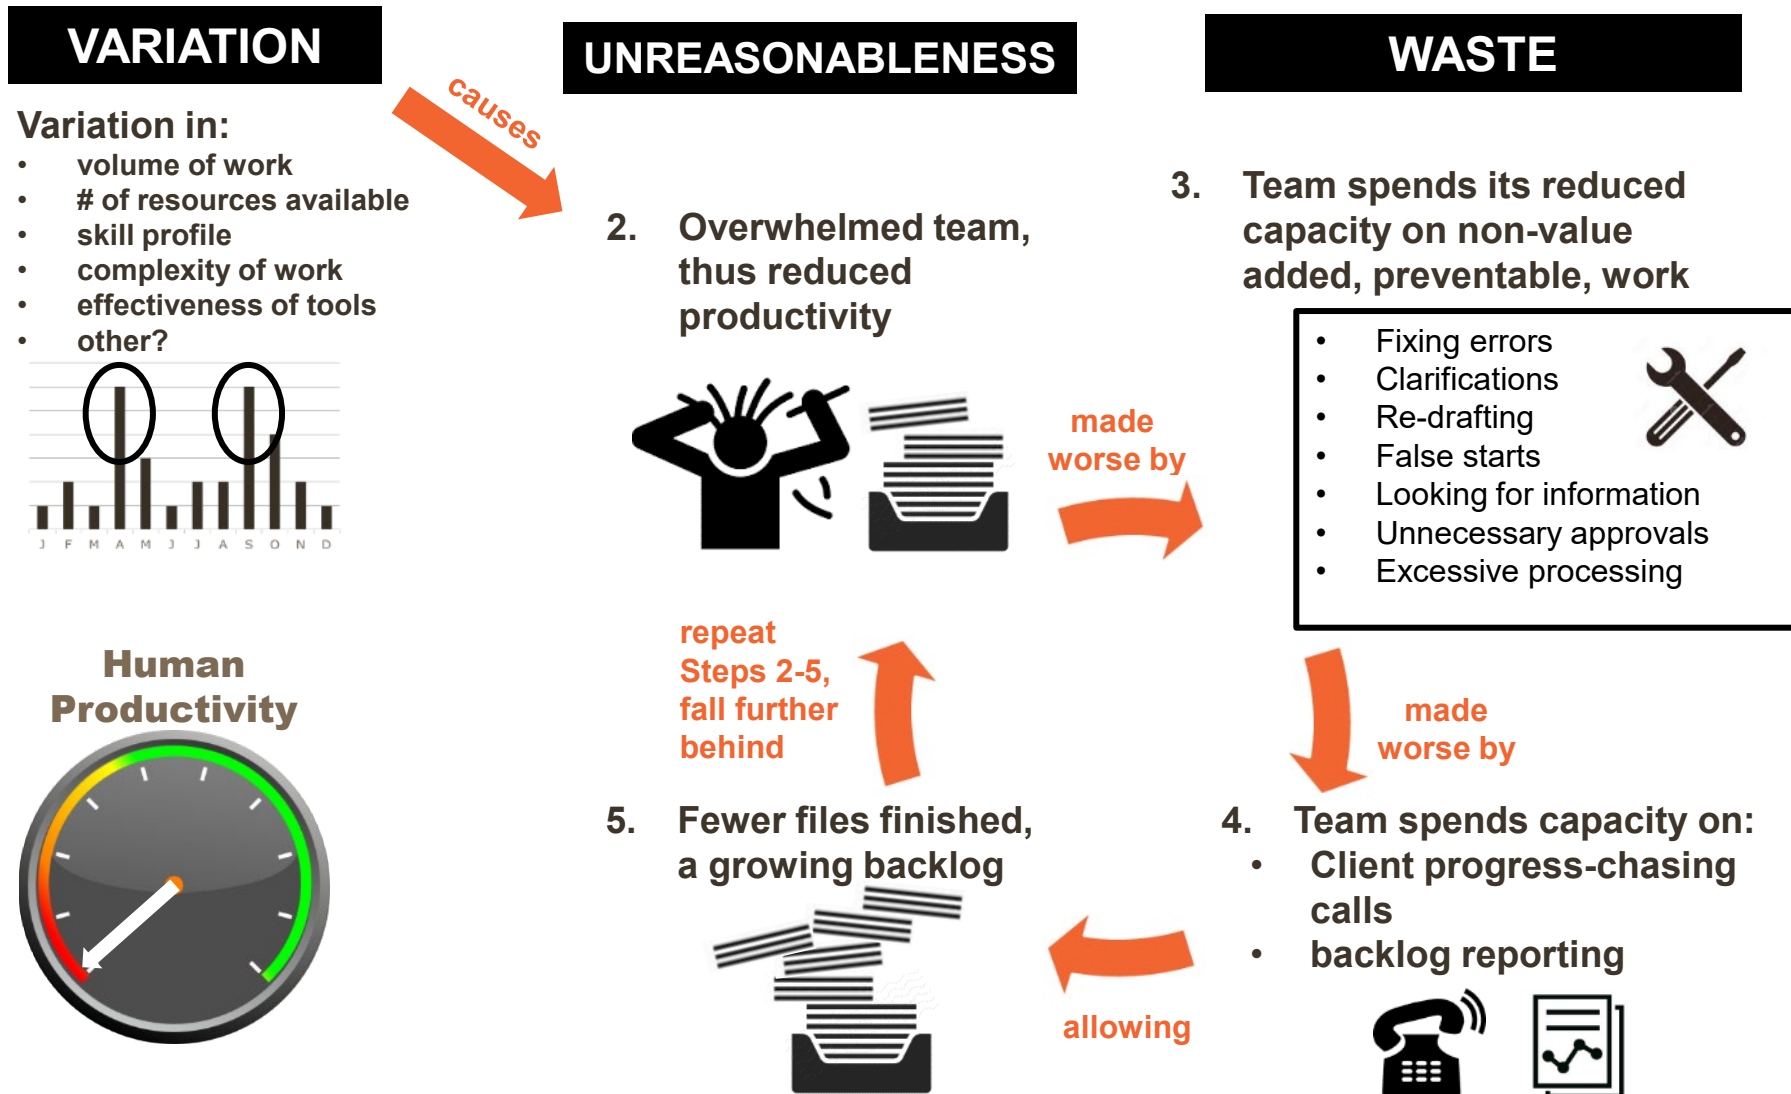 VARIATION
Variation in:
• volume of work
• # of resources available
• skill profile
• complexity of work
• effectiveness of tools
• other?
J F M A M J J A S O N D
Human
Productivity
causes
UNREASONABLENESS
2. Overwhelmed team,
thus reduced
productivity
made
worse by
WASTE
3. Team spends its reduced
capacity on non-value
added, preventable, work
• Fixing errors
• Clarifications
• Re-drafting
• False starts
• Looking for information
• Unnecessary approvals
• Excessive processing
made
worse by
4. Team spends capacity on:
• Client progress-chasing
calls
• backlog reporting
allowing
5. Fewer files finished,
a growing backlog
repeat
Steps 2-5,
fall further
behind